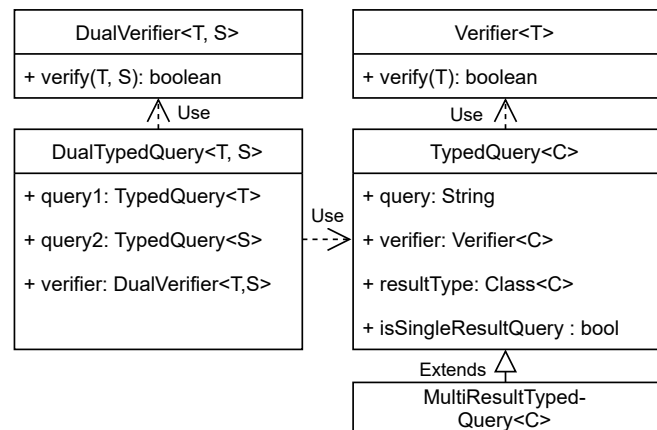 DualVerifier<T, S>
+ verify(T, S): boolean
Verifier<T>
+ verify(T): boolean
Use
Use
DualTypedQuery<T, S>
+ query1: TypedQuery<T>
+ query2: TypedQuery<S>
+ verifier: DualVerifier<T,S>
Use
TypedQuery<C>
+ query: String
+ verifier: Verifier<C>
+ resultType: Class<C>
+ isSingleResultQuery : bool
Extends
MultiResultTyped-
Query<C>